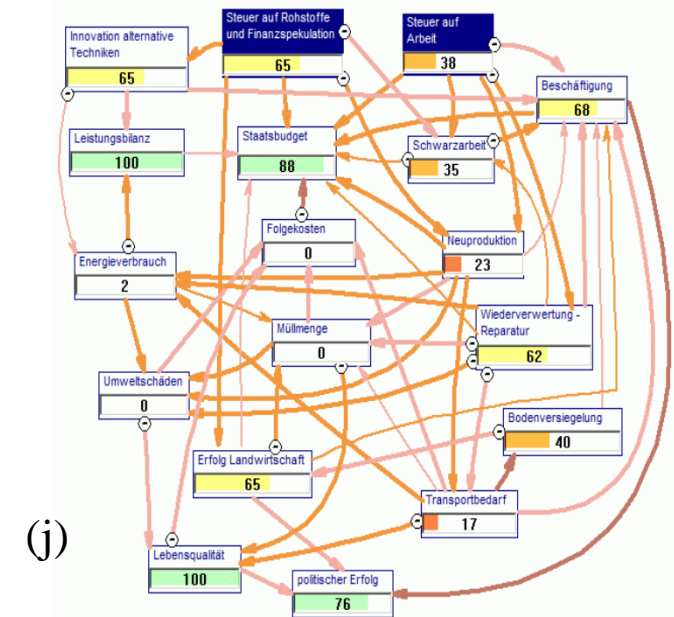 Innovation alternative
Techniken
65
Steuer auf Rohstoffe
und Finanzspekulation
65
Steuer auf
Arbeit
38
Beschäftigung
68
Leistungsbilanz
100
Staatsbudget
88
Schwarzarbeit
35
Folgekosten
0
Neuproduktion
23
Energieverbrauch
2
Müllmenge
0
Wiederverwertung -
Reparatur
62
Umweltschäden
0
Bodenversiegelung
40
Erfolg Landwirtschaft
65
Transportbedarf
17
(j)
Lebensqualität
100
politischer Erfolg
76